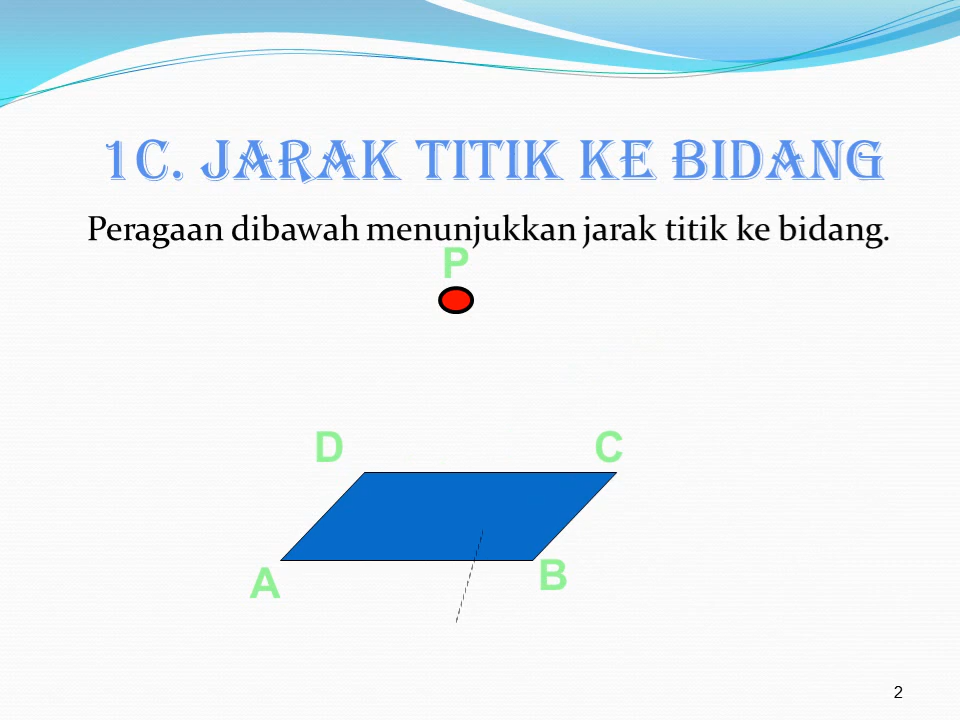 1C. JARAK TITIK KE BIDANG
Peragaan dibawah menunjukkan jarak titik ke bidang.
P
D C
A B
2